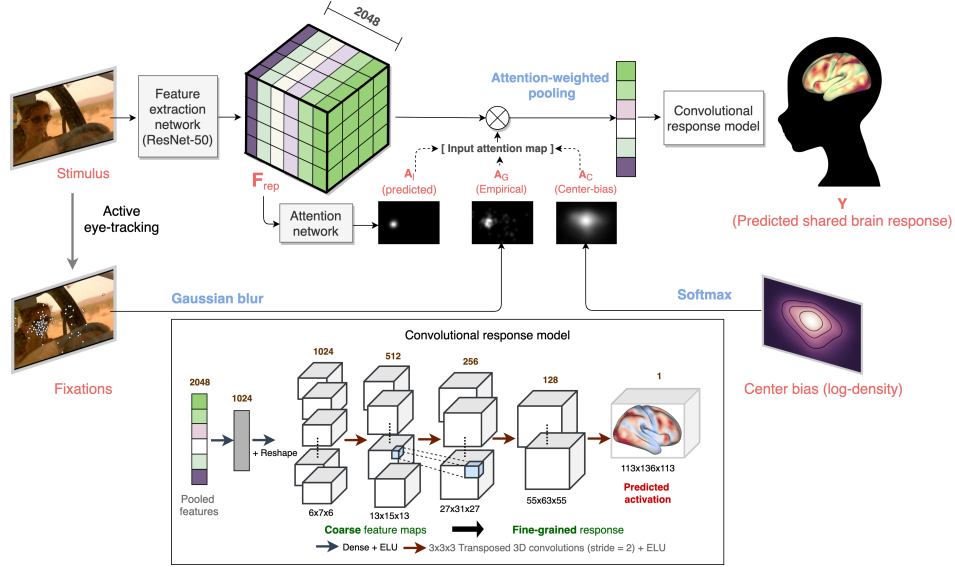 2048
Feature
extraction
network
(ResNet-50)
Attention-weighted
pooling
Convolutional
response model
[ Input attention map ]
Stimulus
F rep
A I
(predicted)
A G
(Empirical)
A C
(Center-bias)
Y
(Predicted shared brain response)
Attention
network
Active
eye-tracking
Gaussian blur
Softmax
Fixations
Center bias (log-density)
Convolutional response model
2048
1024
1024
512
256
128
1
+ Reshape
Pooled
features
6x7x6
13x15x13
27x31x27
55x63x55
113x136x113
Predicted
activation
Coarse feature maps
Fine-grained response
Dense + ELU
3x3x3 Transposed 3D convolutions (stride = 2) + ELU